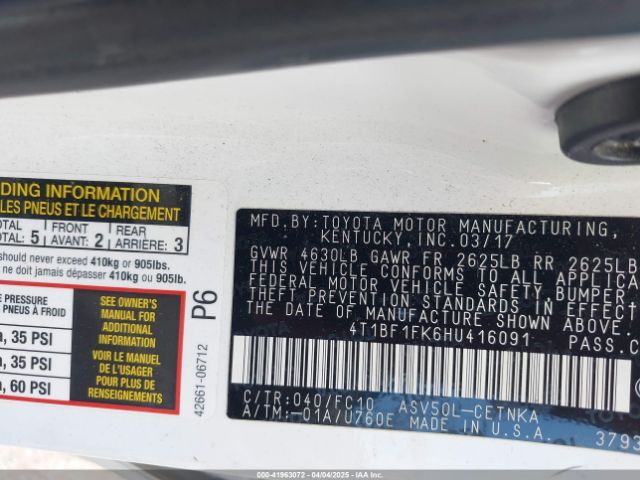 DING INFORMATION
LES PNEUS ET LE CHARGEMENT
TOTAL 5 FRONT AVANT: 2 REAR ARRIÈRE: 3
should never exceed 410kg or 905lbs.
ne doit jamais dépasser 410kg ou 905lb.
PRESSURE
PNEUS À FROID
35 PSI
35 PSI
60 PSI
SEE OWNER'S
MANUAL FOR
ADDITIONAL
INFORMATION
VOIR LE MANUEL
DE L'USAGER
POUR PLUS DE
RENSEIGNEMENTS
P6
42661-06712
MFD. BY: TOYOTA MOTOR MANUFACTURING,
KENTUCKY, INC. 03/17
GVWR 4630LB GAWR FR 2625LB RR 2625LB
THIS VEHICLE CONFORMS TO ALL APPLICA
FEDERAL MOTOR VEHICLE SAFETY, BUMPER,
THEFT PREVENTION STANDARDS IN EFFECT
THE DATE OF MANUFACTURE SHOWN ABOVE.
4T1BF1FK6HU416091 PASS.C
C/TR:040/FC10 ASV50L-CETNKA
A/TM:-01A/U760E MADE IN U.S.A. 3793
000-41963072 04/04/2025 IAA Inc.